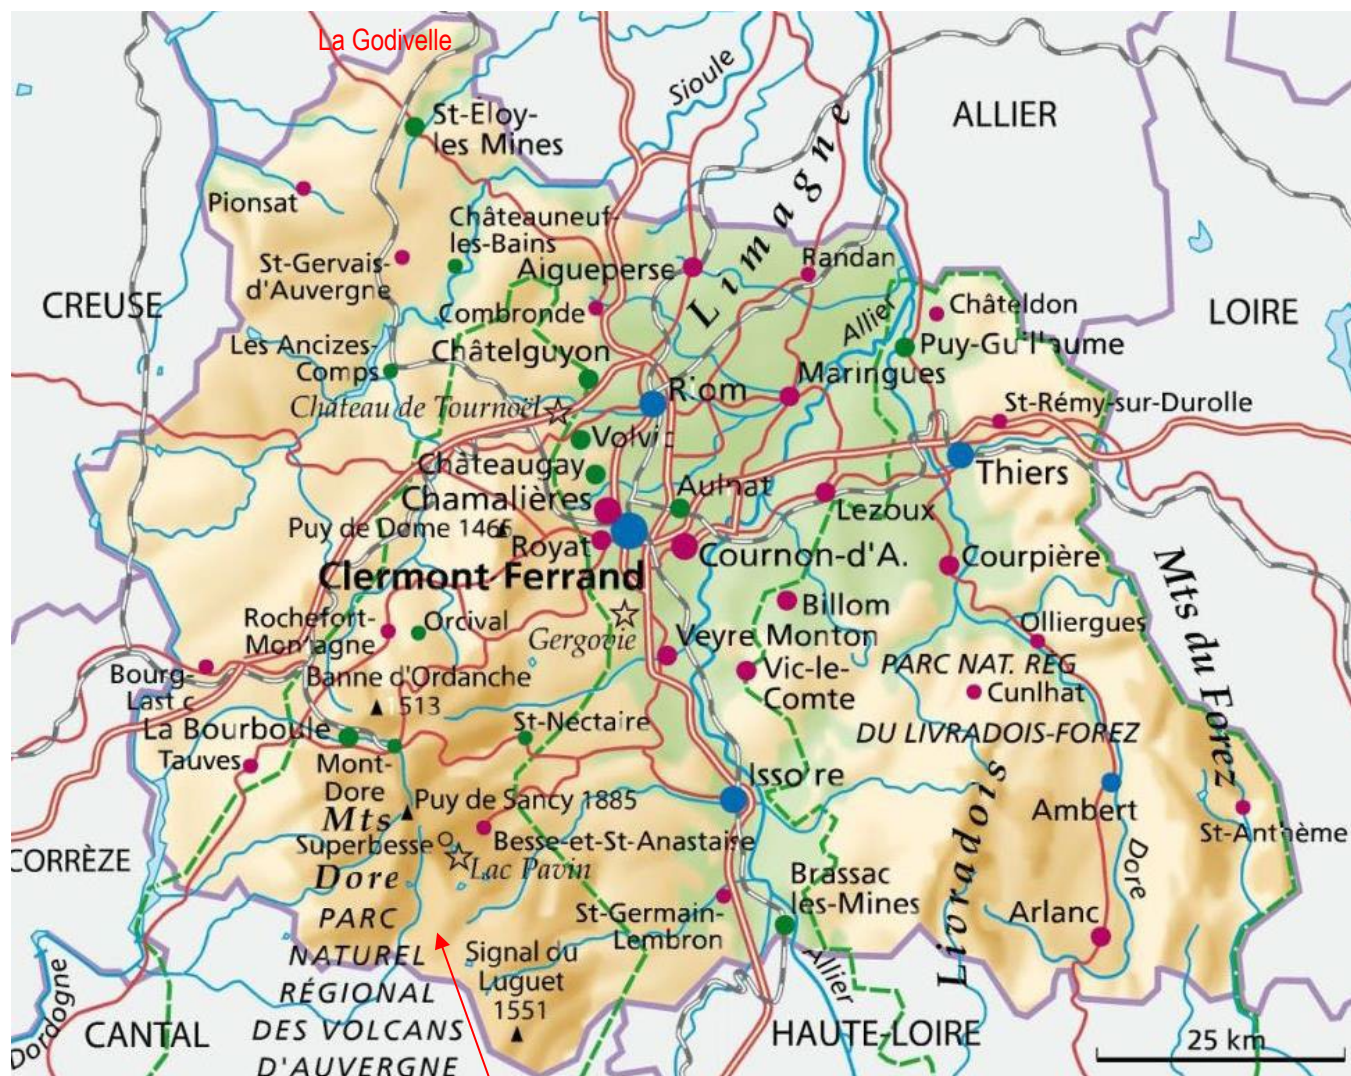 La Godivelle
Sioule
ALLIER
St-Éloy-
les Mines
Limagne
Pionsat
Châteauneuf-
les-Bains
St-Gervais-
d'Auvergne
Aigueperse
Randan
CREUSE
Combronde
Allier
Châteldon
LOIRE
Les Ancizes-
Comps
Châtelguyon
Puy-Guillaume
Maringues
Riom
Château de Tournoël
St-Rémy-sur-Durolle
Volvic
Châteaugay
Thiers
Chamalières
Aulnat
Lezoux
Puy de Dôme 1465
Royat
Cournon-d'A.
Courpière
Clermont-Ferrand
Mts du Forez
Billom
Rochefort-
Montagne
Orcival
Gergovie
Veyre Monton
Olliergues
Bourg-
Last c
Banne d'Ordanche
1513
Vic-le-
Comte
PARC NAT. RÉG
Cunlhat
La Bourboule
St-Nectaire
DU LIVRADOIS-FOREZ
Tauves
Mont-
Dore
Issoire
Puy de Sancy 1885
Ambert
Mts
Dore
Superbesse
Besse-et-St-Anastaise
St-Anthème
Lac Pavin
CORRÈZE
Livradois
Dore
Brassac
les-Mines
PARC
NATUREL
RÉGIONAL
DES VOLCANS
D'AUVERGNE
St-Germain-
Lembron
Arlanc
Signal du
Luguet
1551
Allier
Dordogne
CANTAL
HAUTE-LOIRE
25 km